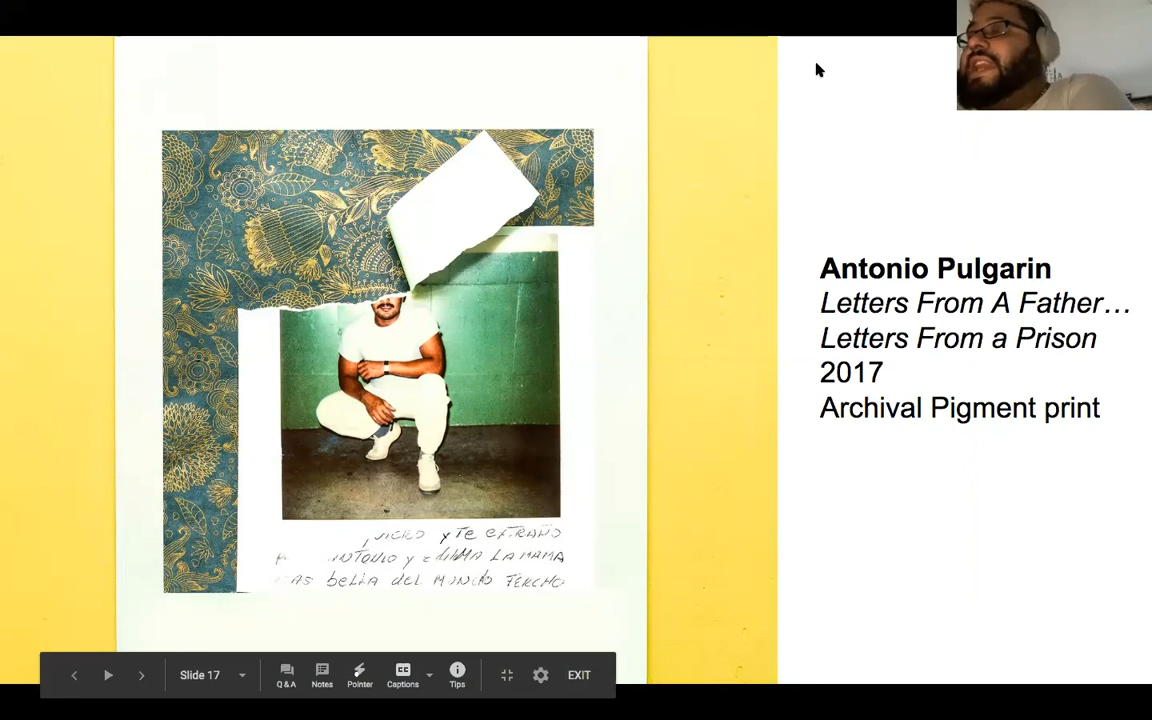 Antonio Pulgarin
Letters From A Father…
Letters From a Prison
2017
Archival Pigment print
y TE EXTRAÑO
y LA MAMA
bELLA dEL MUNdo
Slide 17
Q & A
Notes
Pointer
Captions
CC
Tips
EXIT